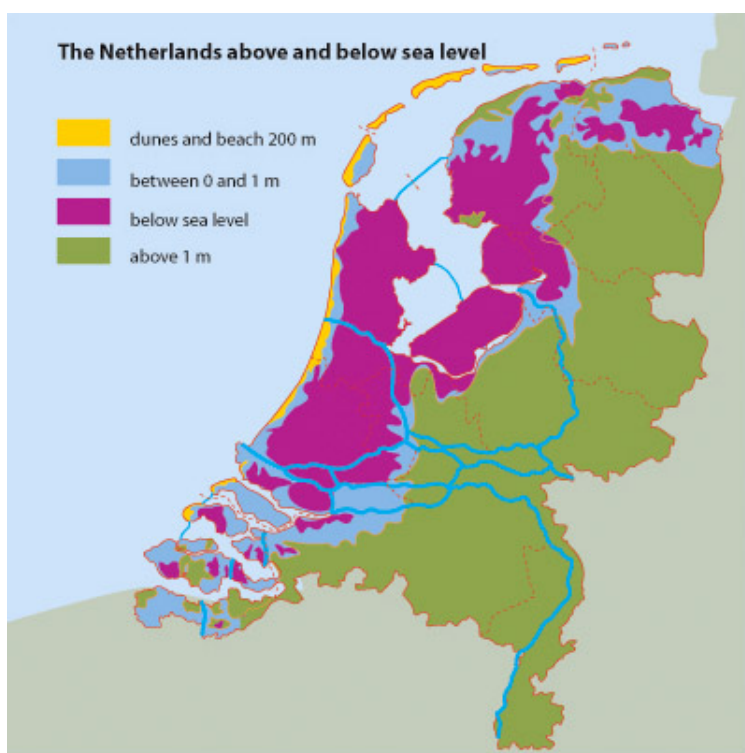 The Netherlands above and below sea level
dunes and beach 200 m
between 0 and 1 m
below sea level
above 1 m